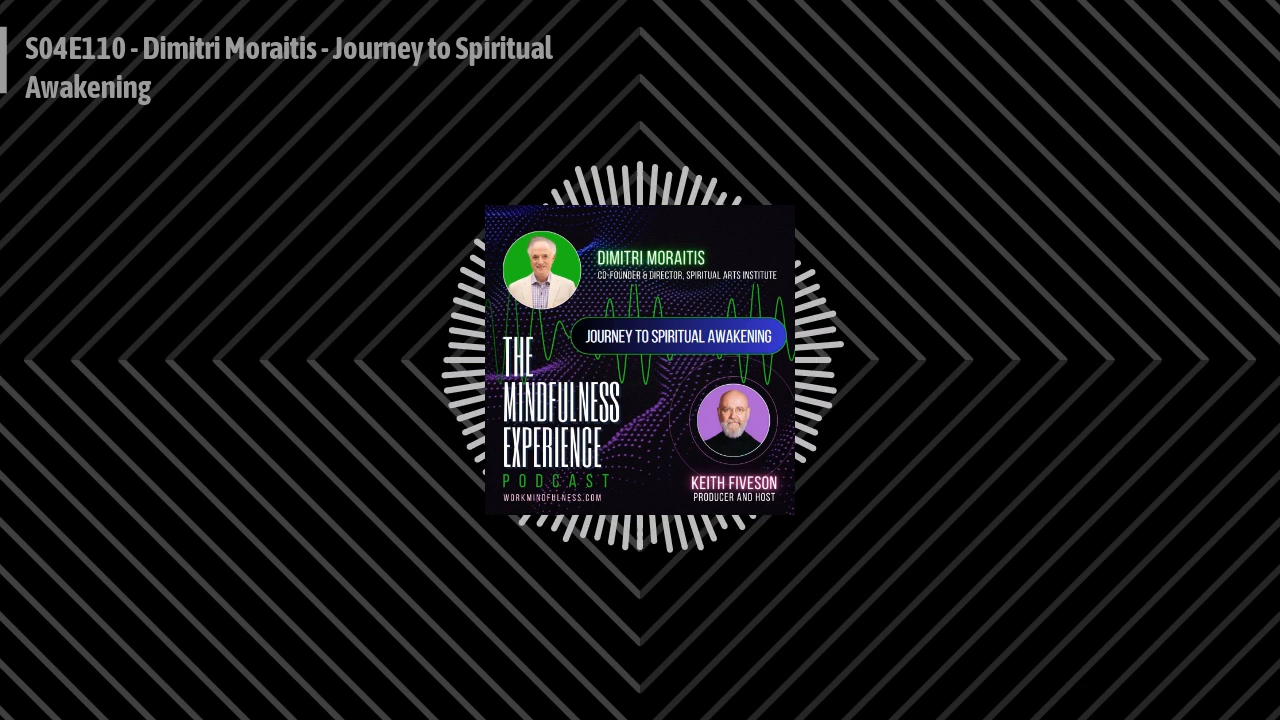 S04E110 - Dimitri Moraitis - Journey to Spiritual
Awakening
DIMITRI MORAITIS
CO-FOUNDER & DIRECTOR, SPIRITUAL ARTS INSTITUTE
JOURNEY TO SPIRITUAL AWAKENING
THE
MINDFULNESS
EXPERIENCE
PODCAST
WORKMINDFULNESS.COM
KEITH FIVESON
PRODUCER AND HOST